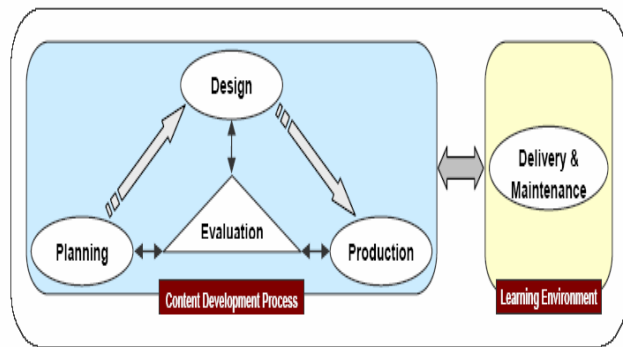 Design
Delivery &
Maintenance
Evaluation
Planning
Production
Content Development Process
Learning Environment